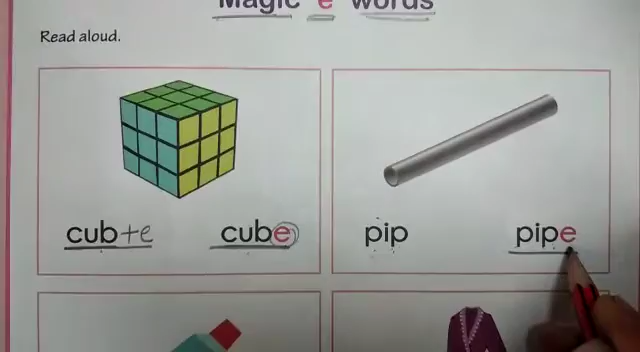 Magic e words
Read aloud.
cub+e cube
pip pipe